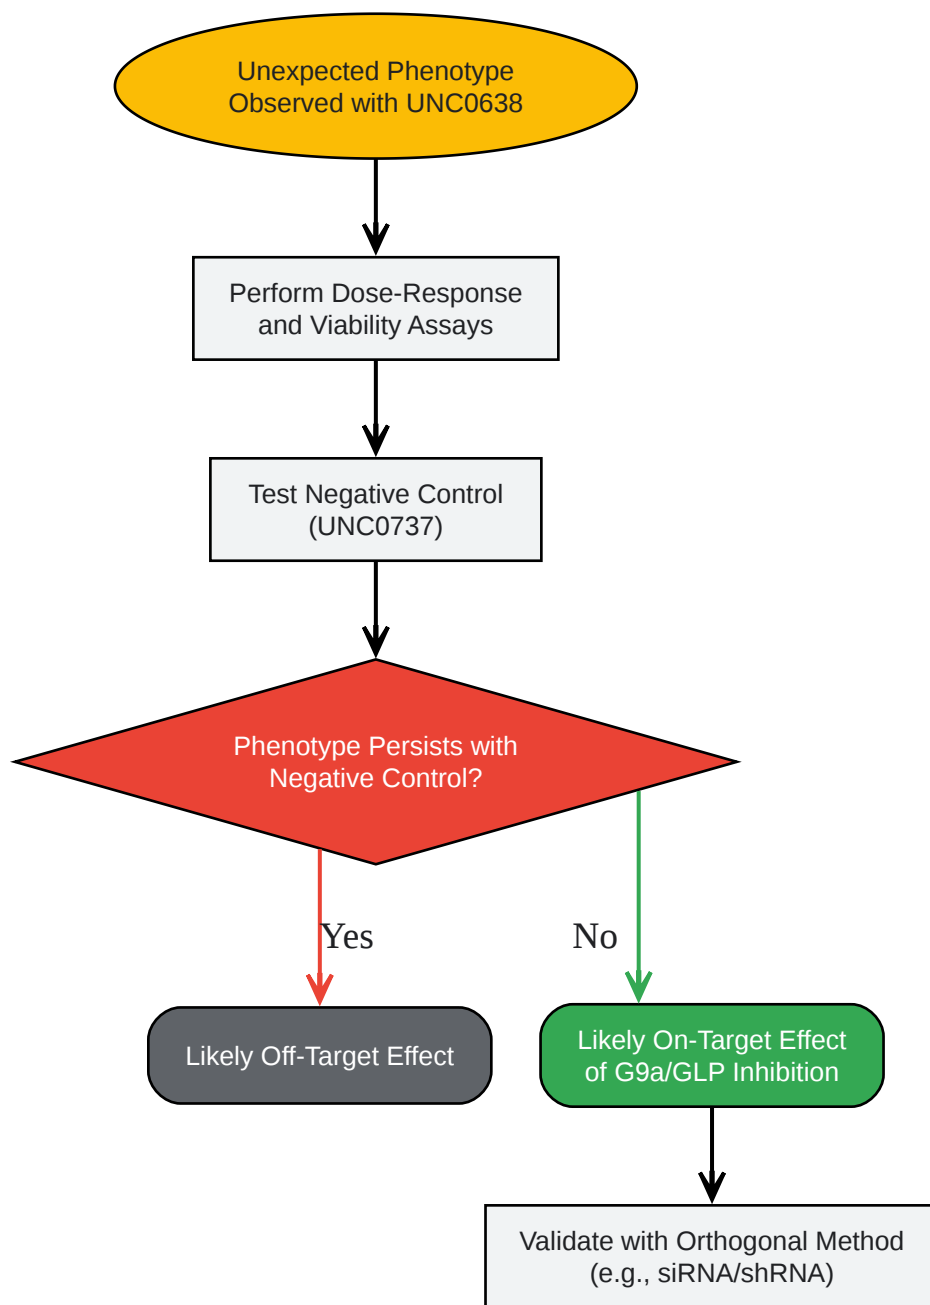 Unexpected Phenotype
Observed with UNC0638
Perform Dose-Response
and Viability Assays
Test Negative Control
(UNC0737)
Phenotype Persists with
Negative Control?
Yes
No
Likely Off-Target Effect
Likely On-Target Effect
of G9a/GLP Inhibition
Validate with Orthogonal Method
(e.g., siRNA/shRNA)